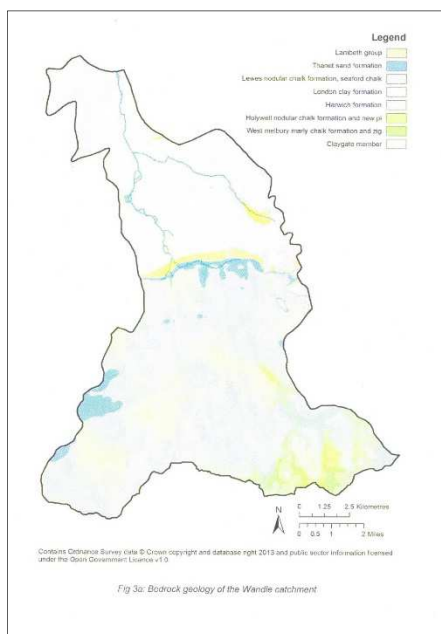 Legend
Lambeth group
Thanet sand formation
Lewes nodular chalk formation, seaford chalk
London clay formation
Harwich formation
Holywell nodular chalk formation and new pi
West melbury marly chalk formation and zig
Claygate member
0 1.25 2.5 Kilometres
N
0 0.5 1 2 Miles
Contains Ordnance Survey data © Crown copyright and database right 2013 and public sector information licensed
under the Open Government Licence v1.0
Fig 3a: Bedrock geology of the Wandle catchment